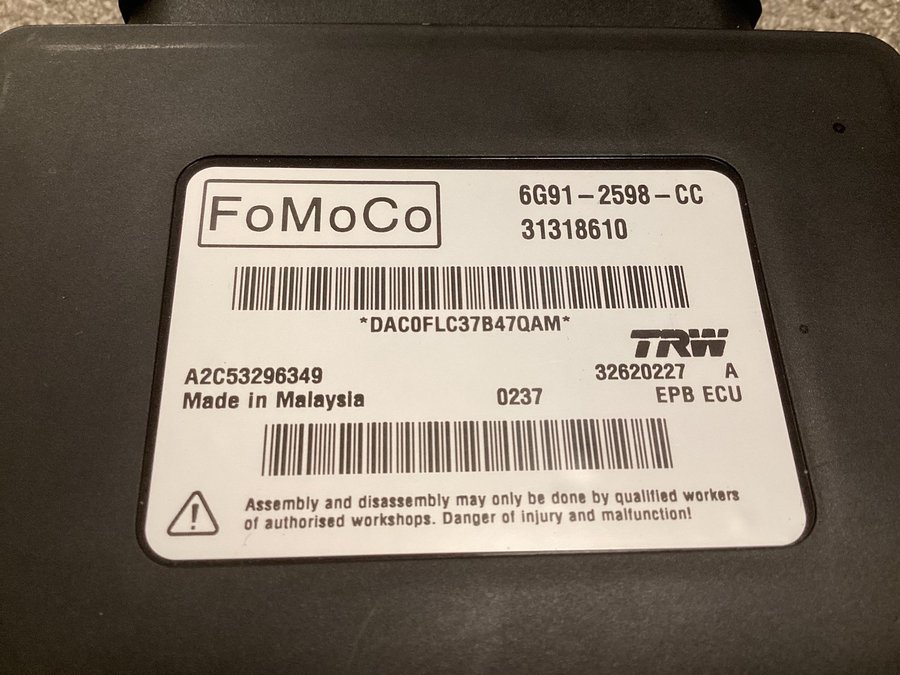 FoMoCo
6G91-2598-CC
31318610
*DAC0FLC37B47QAM*
TRW
A2C53296349
32620227 A
Made in Malaysia
0237
EPB ECU
Assembly and disassembly may only be done by qualified workers
of authorised workshops. Danger of injury and malfunction!